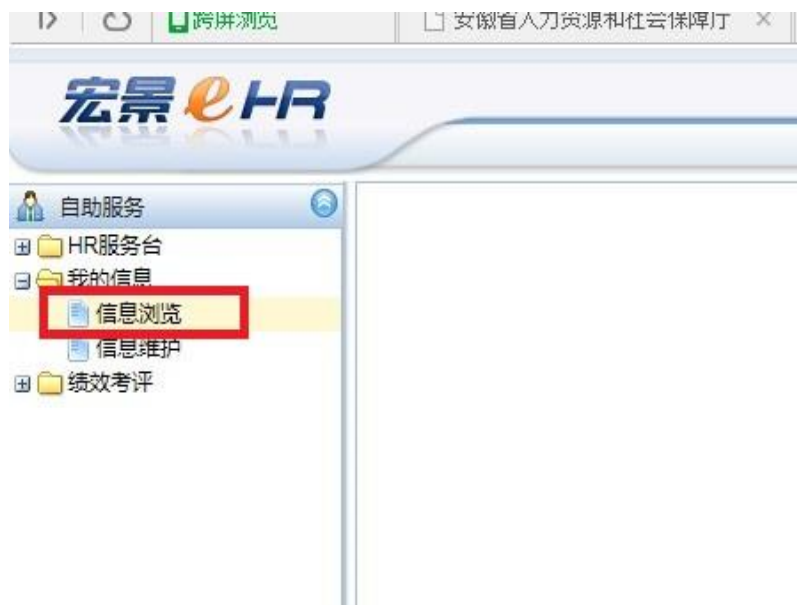 跨屏浏览 安徽省人力资源和社会保障厅 ×
宏景eHR
自助服务
HR服务台
我的信息
信息浏览
信息维护
绩效考评